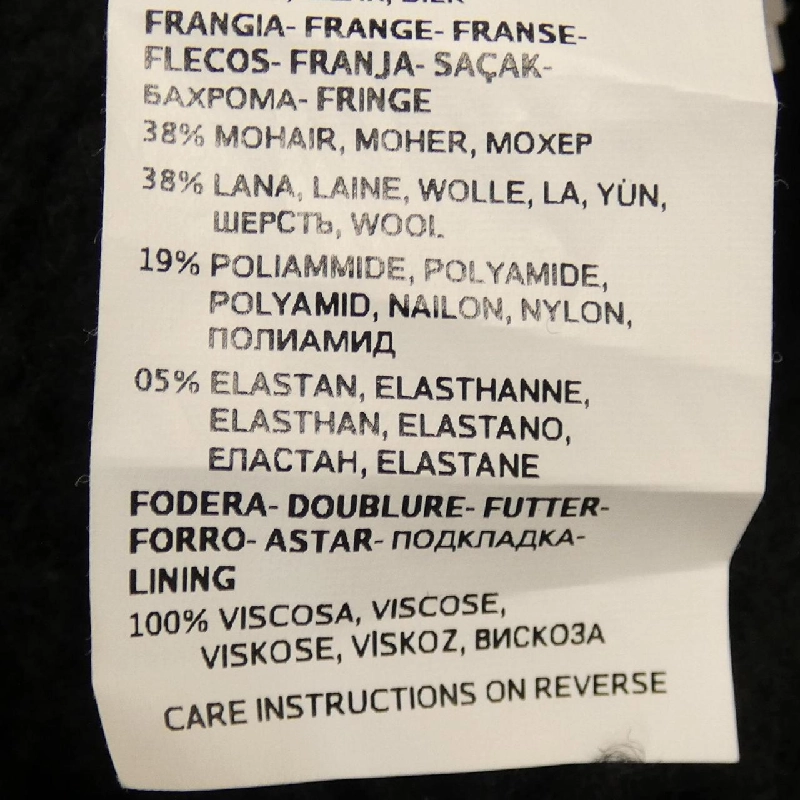 FRANGIA- FRANGE- FRANSE-
FLECOS- FRANJA- SAÇAK-
БАХРОМА- FRINGE
38% MOHAIR, MOHER, МОХЕР
38% LANA, LAINE, WOLLE, LA, YÜN,
ШЕРСТЬ, WOOL
19% POLIAMMIDE, POLYAMIDE,
POLYAMID, NAILON, NYLON,
ПОЛИАМИД
05% ELASTAN, ELASTHANNE,
ELASTHAN, ELASTANO,
ЕЛАСТАН, ELASTANE
FODERA- DOUBLURE- FUTTER-
FORRO- ASTAR- ПОДКЛАДКА-
LINING
100% VISCOSA, VISCOSE,
VISKOSE, VISKOZ, ВИСКОЗА
CARE INSTRUCTIONS ON REVERSE